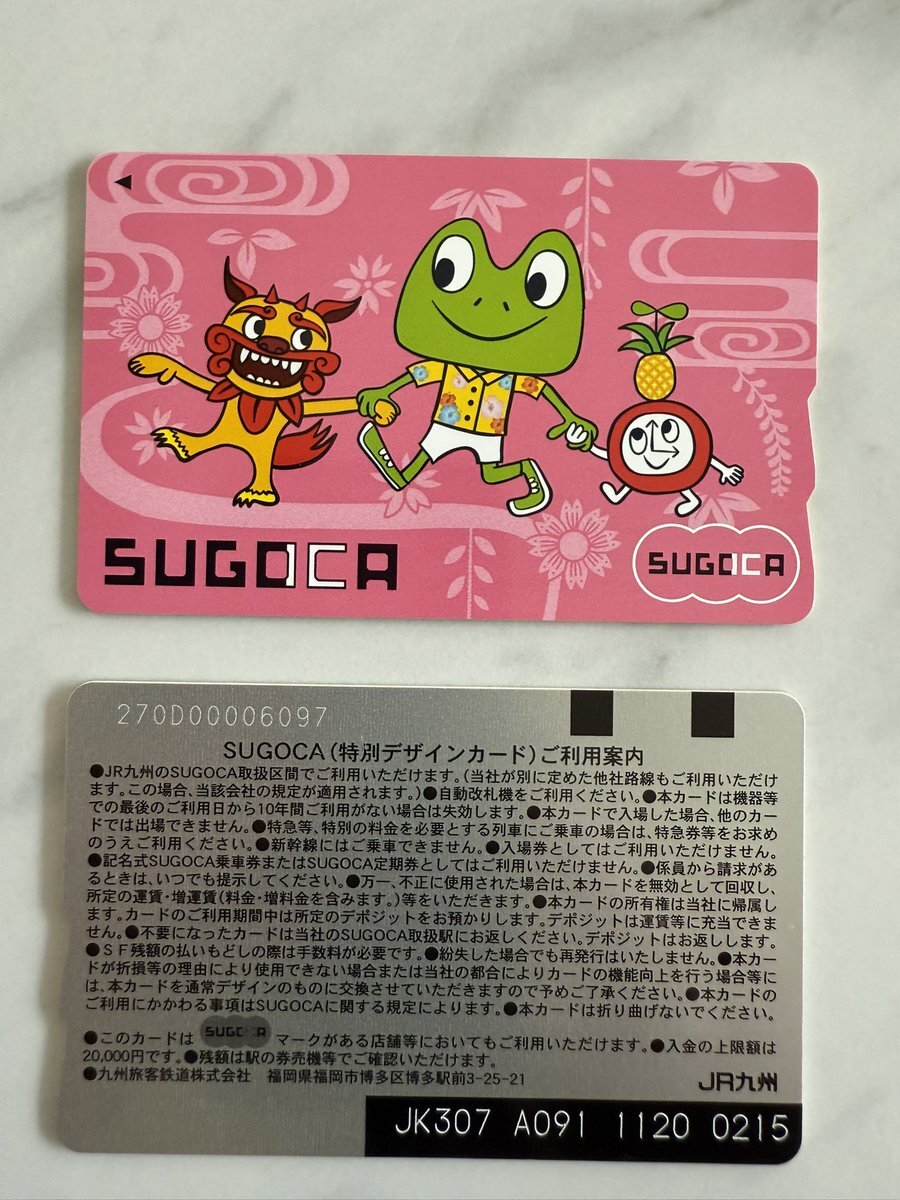 SUGOCA
SUGOCA
270D00006097
SUGOCA(特別デザインカード)ご利用案内
●JR九州のSUGOCA取扱区間でご利用いただけます。(当社が別に定めた他社路線もご利用いただけ
ます。この場合、当該会社の規定が適用されます。)●自動改札機をご利用ください。●本カードは機器等
での最後のご利用日から10年間ご利用がない場合は失効します。●本カードで入場した場合、他のカー
ドでは出場できません。●特急等、特別の料金を必要とする列車にご乗車の場合は、特急券等をお求め
のうえご利用ください。●新幹線にはご乗車できません。●入場券としてはご利用いただけません。
●記名式SUGOCA乗車券またはSUGOCA定期券としてはご利用いただけません。●係員から請求があ
るときは、いつでも提示してください。●万一、不正に使用された場合は、本カードを無効として回収し、
所定の運賃・増運賃(料金・増料金を含みます。)等をいただきます。●本カードの所有権は当社に帰属し
ます。カードのご利用期間中は所定のデポジットをお預かりします。デポジットは運賃等に充当できませ
ん。●不要になったカードは当社のSUGOCA取扱駅にお返しください。デポジットはお返しします。
●SF残額の払いもどしの際は手数料が必要です。●紛失した場合でも再発行はいたしません。●本カー
ドが折損等の理由により使用できない場合または当社の都合によりカードの機能向上を行う場合等に
は、本カードを通常デザインのものに交換させていただきますので予めご了承ください。●本カードの
ご利用にかかわる事項はSUGOCAに関する規定によります。●本カードは折り曲げないでください。
●このカードは SUGOCA マークがある店舗等においてもご利用いただけます。●入金の上限額は
20,000円です。●残額は駅の券売機等でご確認いただけます。
●九州旅客鉄道株式会社 福岡県福岡市博多区博多駅前3-25-21
JR九州
JK307 A091 1120 0215